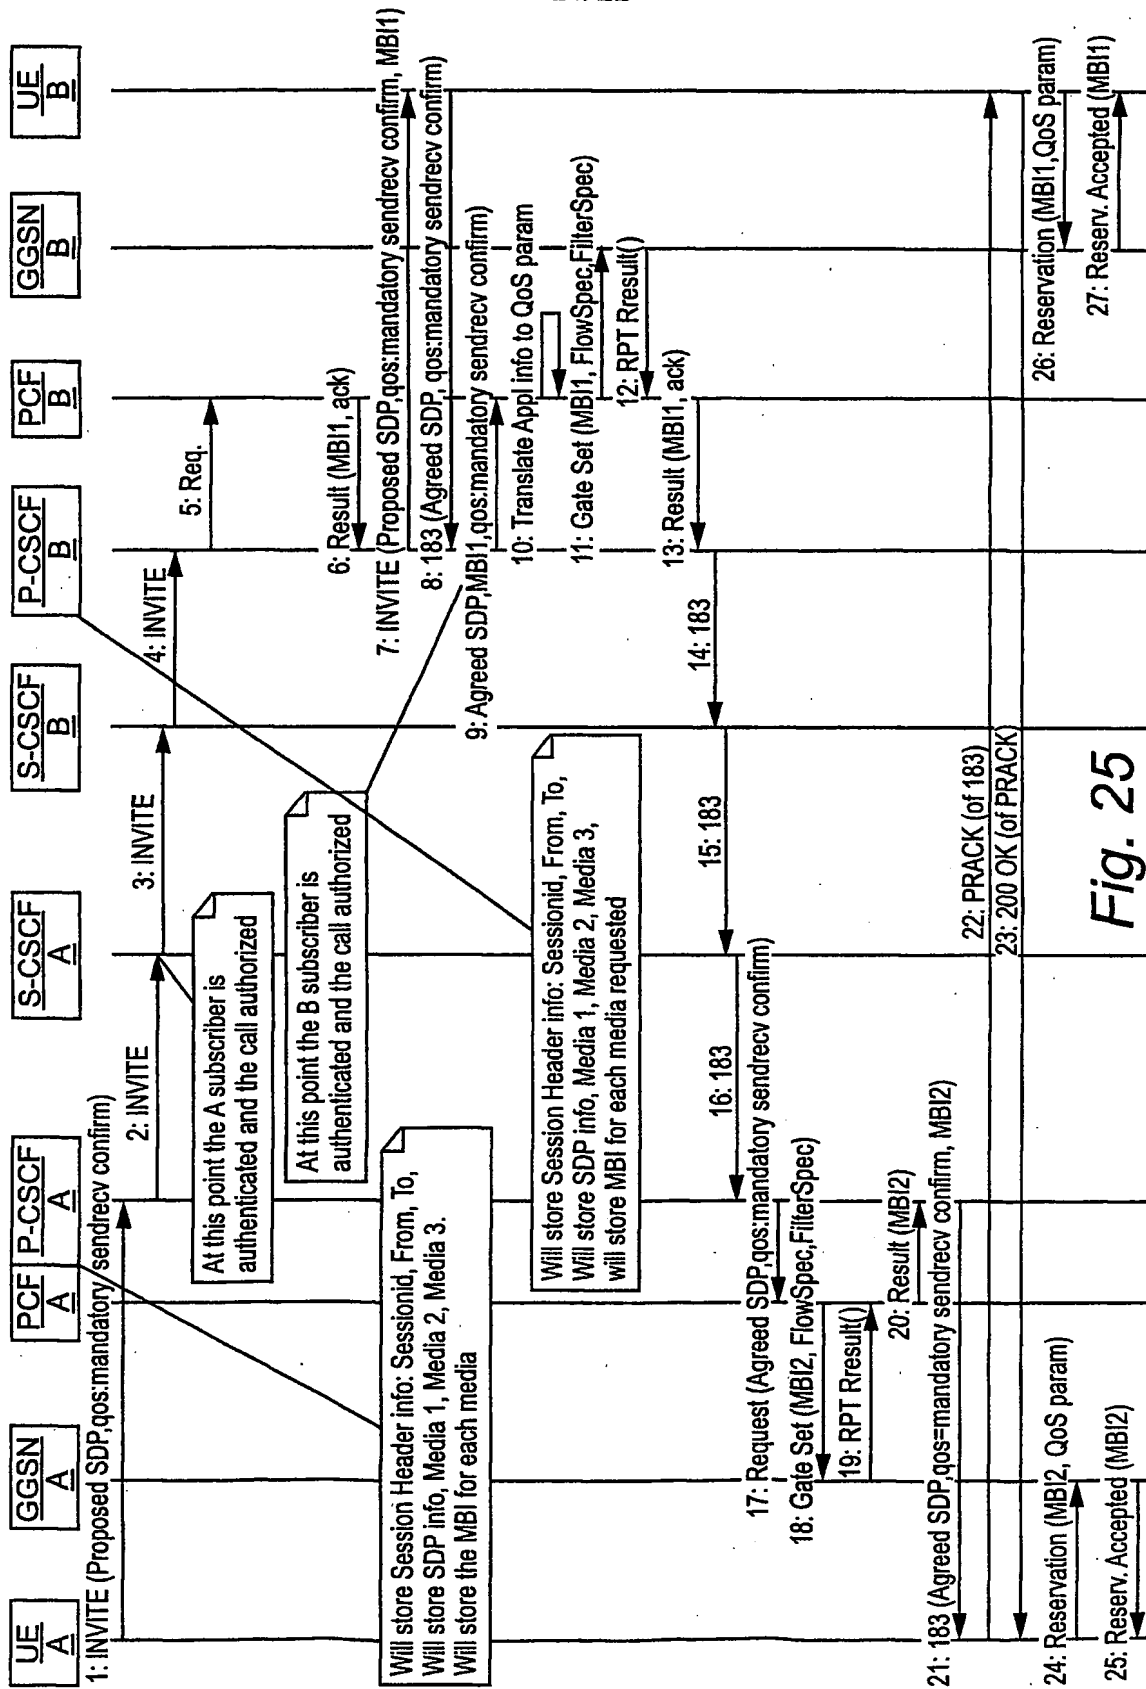 UE
A
GGSN
A
PCF
A
P-CSCF
A
S-CSCF
A
S-CSCF
B
P-CSCF
B
PCF
B
GGSN
B
UE
B
1: INVITE (Proposed SDP,qos:mandatory sendrecv confirm)
2: INVITE
3: INVITE
4: INVITE
5: Req.
At this point the A subscriber is
authenticated and the call authorized
At this point the B subscriber is
authenticated and the call authorized
6: Result (MBI1, ack)
7: INVITE (Proposed SDP,qos:mandatory sendrecv confirm, MBI1)
8: 183 (Agreed SDP, qos:mandatory sendrecv confirm)
Will store Session Header info: Sessionid, From, To,
Will store SDP info, Media 1, Media 2, Media 3.
Will store the MBI for each media
9: Agreed SDP,MBI1,qos:mandatory sendrecv confirm)
10: Translate Appl info to QoS param
11: Gate Set (MBI1, FlowSpec,FilterSpec)
12: RPT Rresult()
Will store Session Header info: Sessionid, From, To,
Will store SDP info, Media 1, Media 2, Media 3,
will store MBI for each media requested
13: Result (MBI1, ack)
14: 183
15: 183
16: 183
17: Request (Agreed SDP,qos:mandatory sendrecv confirm)
18: Gate Set (MBI2, FlowSpec,FilterSpec)
19: RPT Rresult()
20: Result (MBI2)
21: 183 (Agreed SDP,qos=mandatory sendrecv confirm, MBI2)
22: PRACK (of 183)
23: 200 OK (of PRACK)
24: Reservation (MBI2, QoS param)
25: Reserv. Accepted (MBI2)
26: Reservation (MBI1,QoS param)
27: Reserv. Accepted (MBI1)
Fig. 25